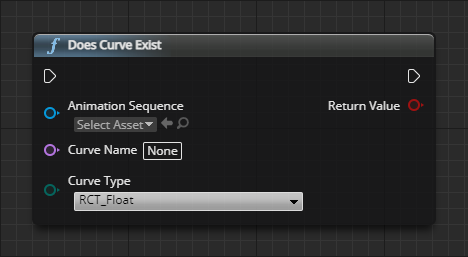 Does Curve Exist
Animation Sequence
Return Value
Select Asset
Curve Name None
Curve Type
RCT_Float